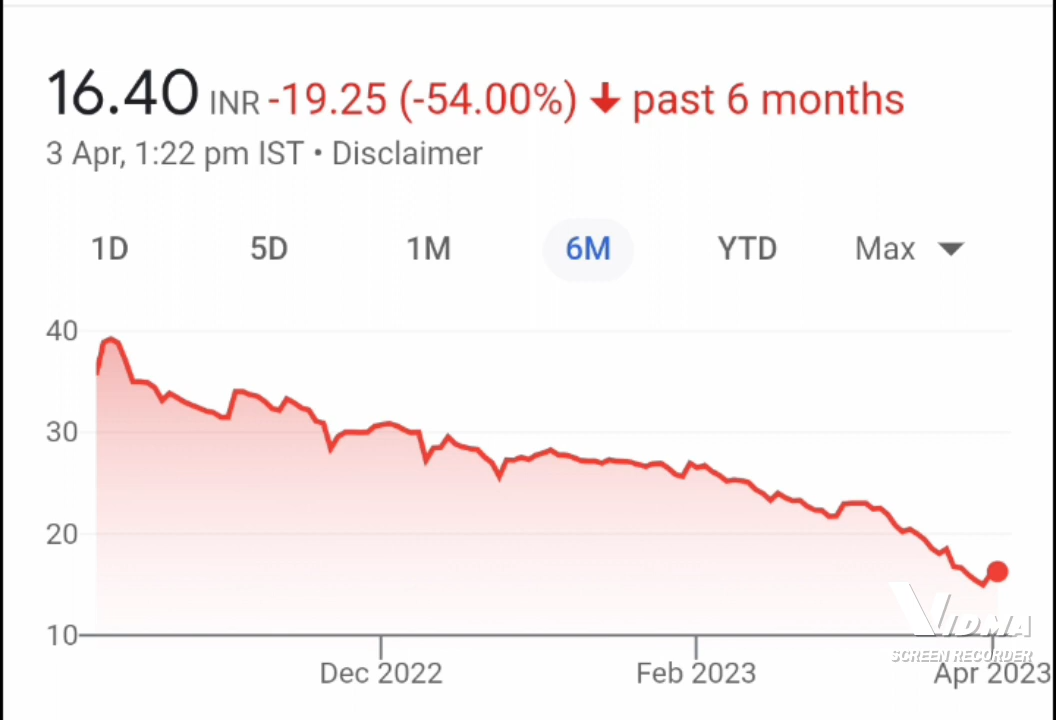 16.40 INR -19.25 (-54.00%) ↓ past 6 months
3 Apr, 1:22 pm IST • Disclaimer
1D 5D 1M 6M YTD Max
40
30
20
10
Dec 2022 Feb 2023 Apr 2023
VIDMA
SCREEN RECORDER